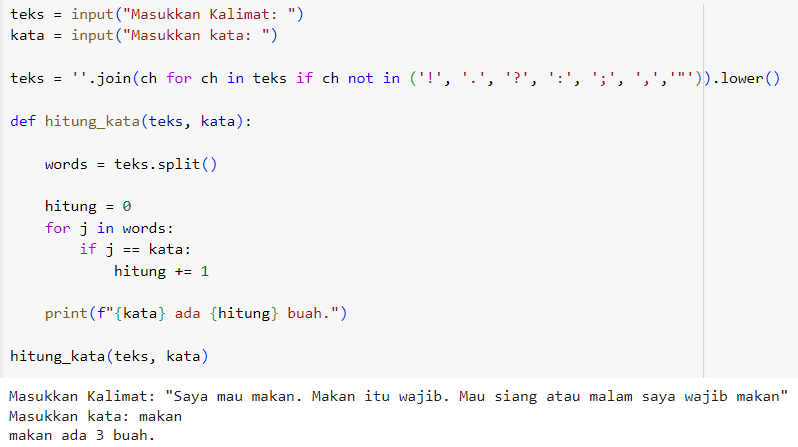 teks = input("Masukkan Kalimat: ")
kata = input("Masukkan kata: ")
teks = ''.join(ch for ch in teks if ch not in ('!', '.', '?', ':', ';', ',','"')).lower()
def hitung_kata(teks, kata):
    words = teks.split()
    hitung = 0
    for j in words:
        if j == kata:
            hitung += 1
    print(f"{kata} ada {hitung} buah.")
hitung_kata(teks, kata)
Masukkan Kalimat: "Saya mau makan. Makan itu wajib. Mau siang atau malam saya wajib makan"
Masukkan kata: makan
makan ada 3 buah.